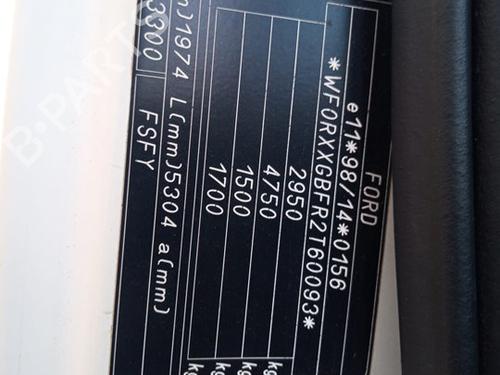 FORD
e11*98/14*0156
*WF0RXXGBFR2T60093*
2950 kg
4750 kg
1500 kg
1700 kg
m)1974 L(mm)5304 a(mm)
3300 FSFY
B-PARTS